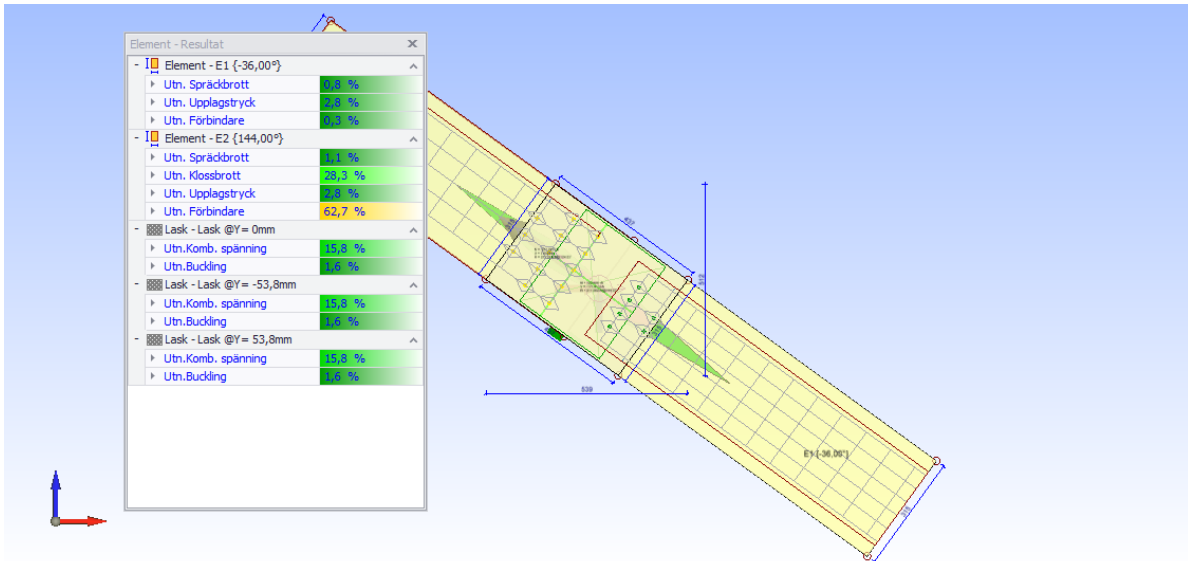 Element - Resultat
Element - E1 {-36,00°}
Utn. Spräckbrott 0,8 %
Utn. Upplagstryck 2,8 %
Utn. Förbindare 0,3 %
Element - E2 {144,00°}
Utn. Spräckbrott 1,1 %
Utn. Klossbrott 28,3 %
Utn. Upplagstryck 2,8 %
Utn. Förbindare 62,7 %
Lask - Lask @Y= 0mm
Utn.Komb. spänning 15,8 %
Utn.Buckling 1,6 %
Lask - Lask @Y= -53,8mm
Utn.Komb. spänning 15,8 %
Utn.Buckling 1,6 %
Lask - Lask @Y= 53,8mm
Utn.Komb. spänning 15,8 %
Utn.Buckling 1,6 %
437
512
539
E1 {-36,00°}
315